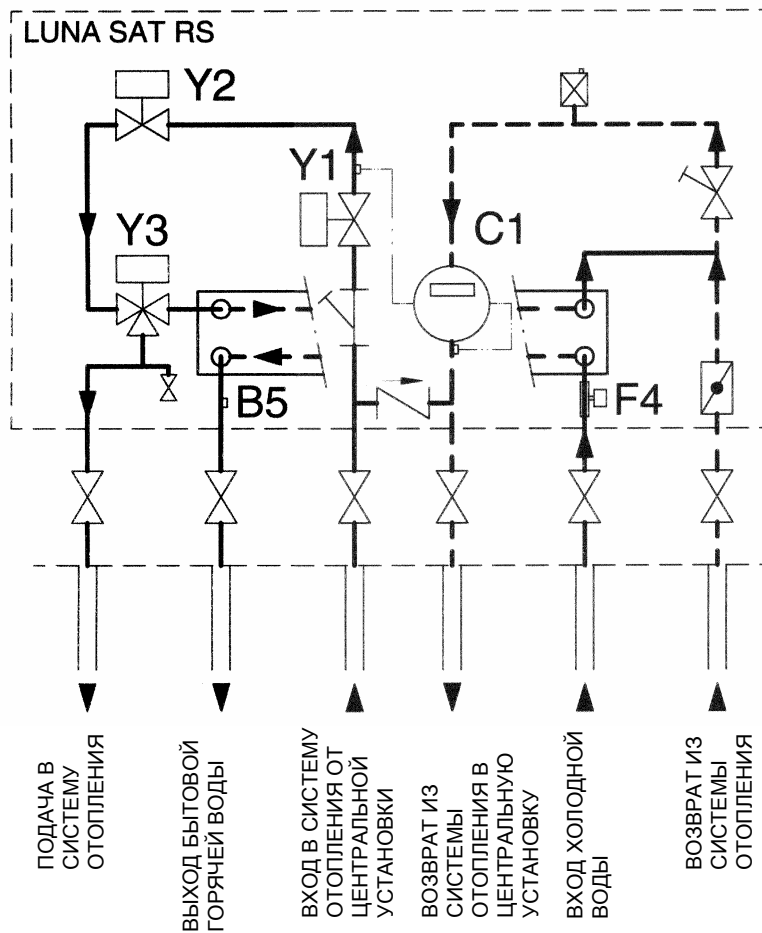 LUNA SAT RS
Y2
Y1
Y3
C1
B5
F4
ПОДАЧА В
СИСТЕМУ
ОТОПЛЕНИЯ
ВЫХОД БЫТОВОЙ
ГОРЯЧЕЙ ВОДЫ
ВХОД В СИСТЕМУ
ОТОПЛЕНИЯ ОТ
ЦЕНТРАЛЬНОЙ
УСТАНОВКИ
ВОЗВРАТ ИЗ
СИСТЕМЫ
ОТОПЛЕНИЯ В
ЦЕНТРАЛЬНУЮ
УСТАНОВКУ
ВХОД ХОЛОДНОЙ
ВОДЫ
ВОЗВРАТ ИЗ
СИСТЕМЫ
ОТОПЛЕНИЯ